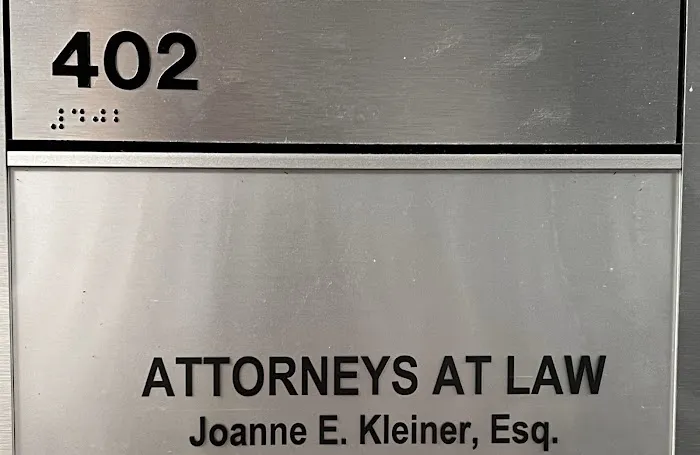 402
⠼⠙⠚⠃
ATTORNEYS AT LAW
Joanne E. Kleiner, Esq.